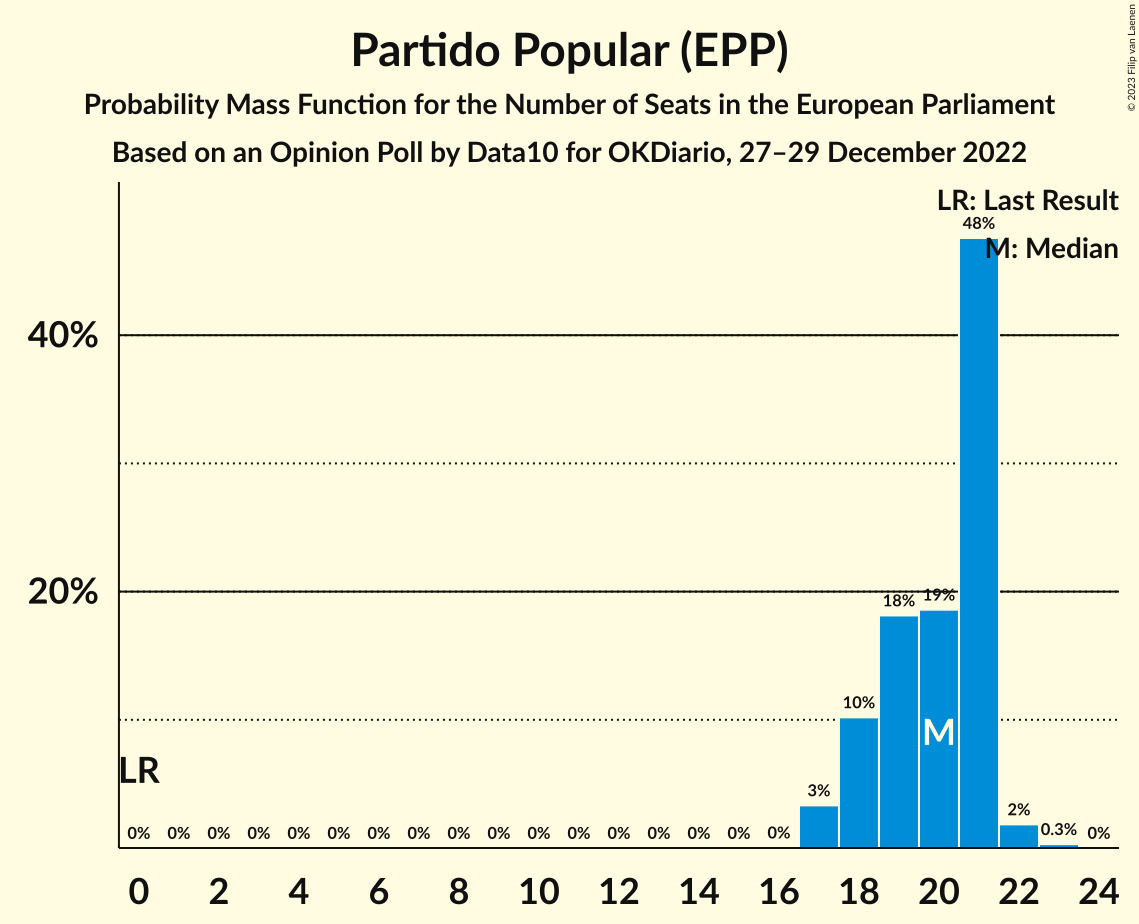 Partido Popular (EPP)
Probability Mass Function for the Number of Seats in the European Parliament
Based on an Opinion Poll by Data10 for OKDiario, 27–29 December 2022
© 2023 Filip van Laenen
LR: Last Result
48%
M: Median
40%
20%
18% 19%
10%
M
LR
3%
2%
0% 0% 0% 0% 0% 0% 0% 0% 0% 0% 0% 0% 0% 0% 0% 0% 0% 0.3% 0%
0 2 4 6 8 10 12 14 16 18 20 22 24